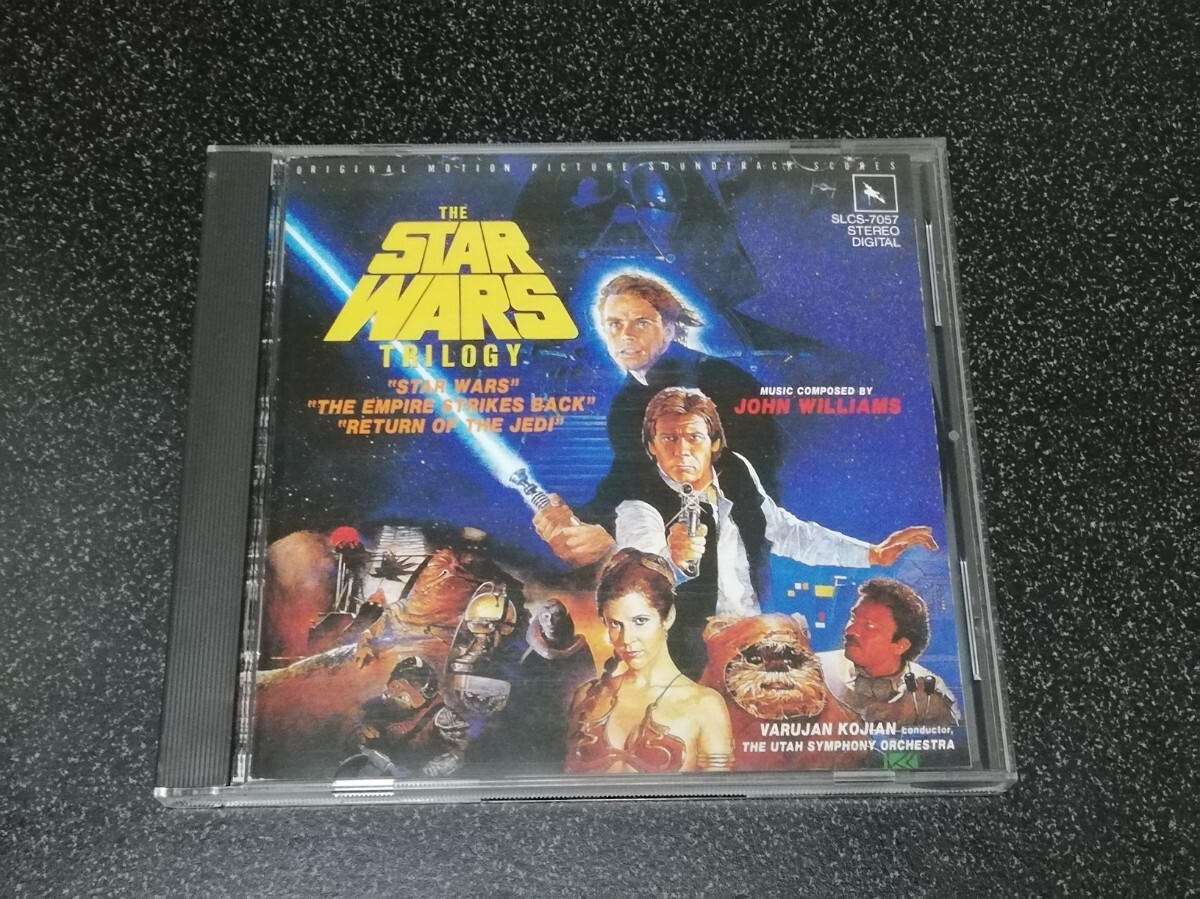 ORIGINAL MOTION PICTURE SOUNDTRACK SCORES
THE
STAR
WARS
TRILOGY
"STAR WARS"
"THE EMPIRE STRIKES BACK"
"RETURN OF THE JEDI"
SLCS-7057
STEREO
DIGITAL
MUSIC COMPOSED BY
JOHN WILLIAMS
VARUJAN KOJIAN conductor,
THE UTAH SYMPHONY ORCHESTRA